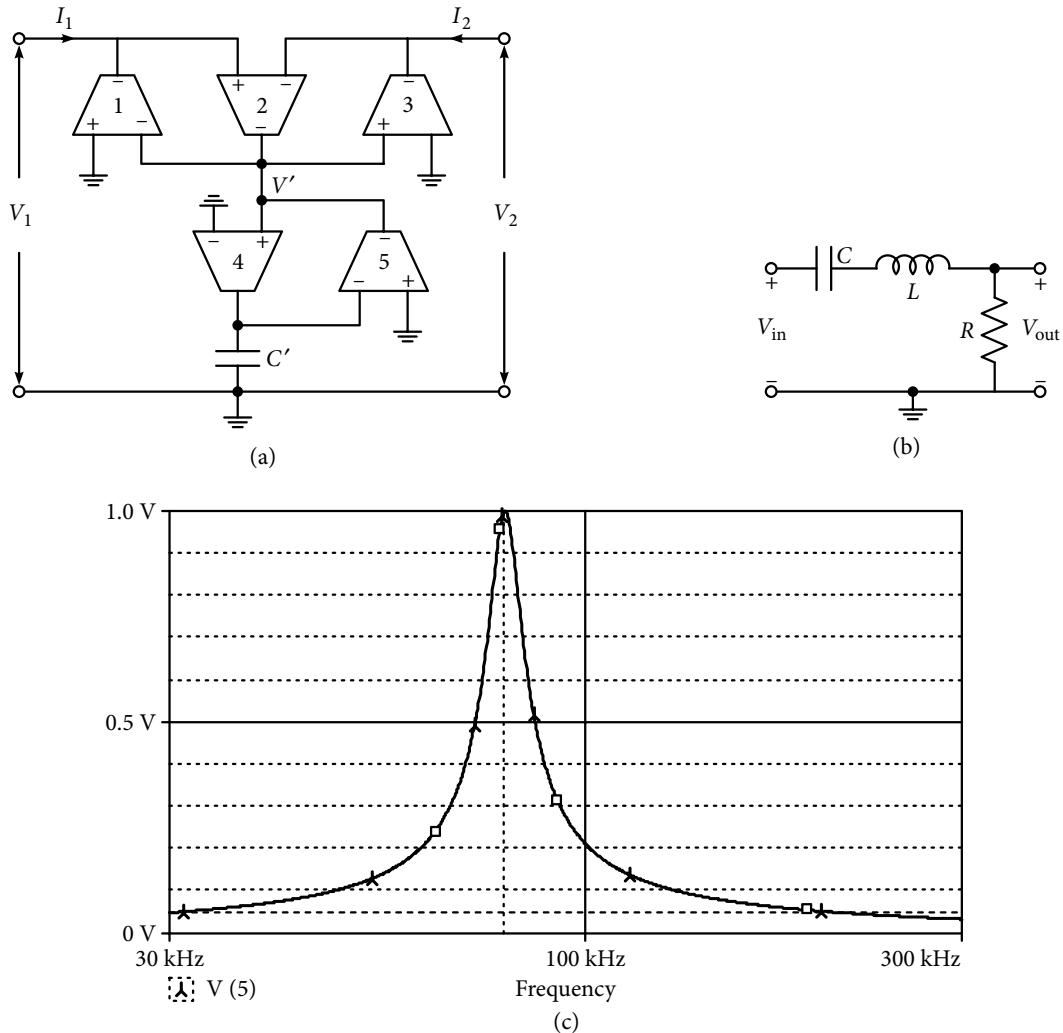 I1 I2
− −
+ −
1 2 3
+ − − + −
V′
V1 V2
− + −
4 5
− +
C′
(a)
C
L
+ +
Vin R Vout
− −
(b)
1.0 V
0.5 V
0 V
30 kHz 100 kHz 300 kHz
V (5) Frequency
(c)